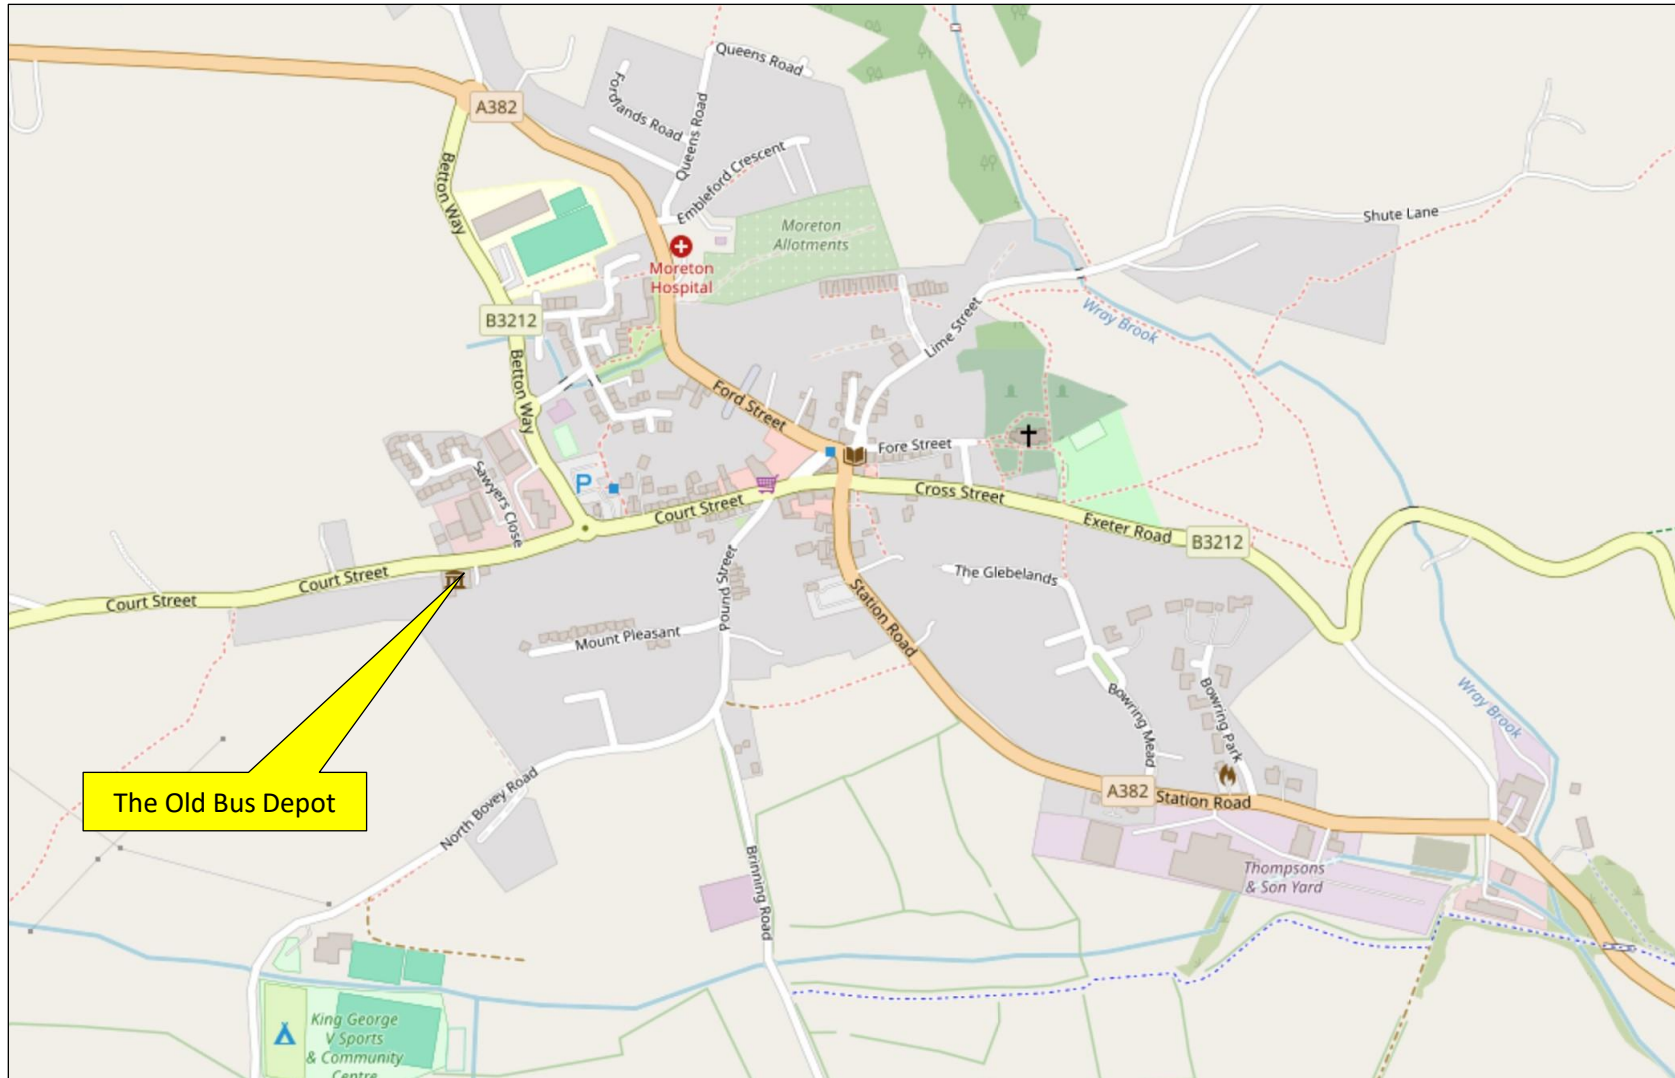 Queens Road
Fordlands Road
Queens Road
A382
Embleford Crescent
Betton Way
Moreton
Allotments
Shute Lane
Moreton
Hospital
B3212
Wray Brook
Lime Street
Betton Way
Ford Street
Fore Street
Sawyers Close
P
Court Street
Cross Street
Exeter Road
B3212
Court Street
Court Street
Pound Street
The Glebelands
Station Road
Mount Pleasant
Bowring Mead
Bowring Park
Wray Brook
The Old Bus Depot
A382
Station Road
North Bovey Road
Brinning Road
Thompsons
& Son Yard
King George
V Sports
& Community
Centre